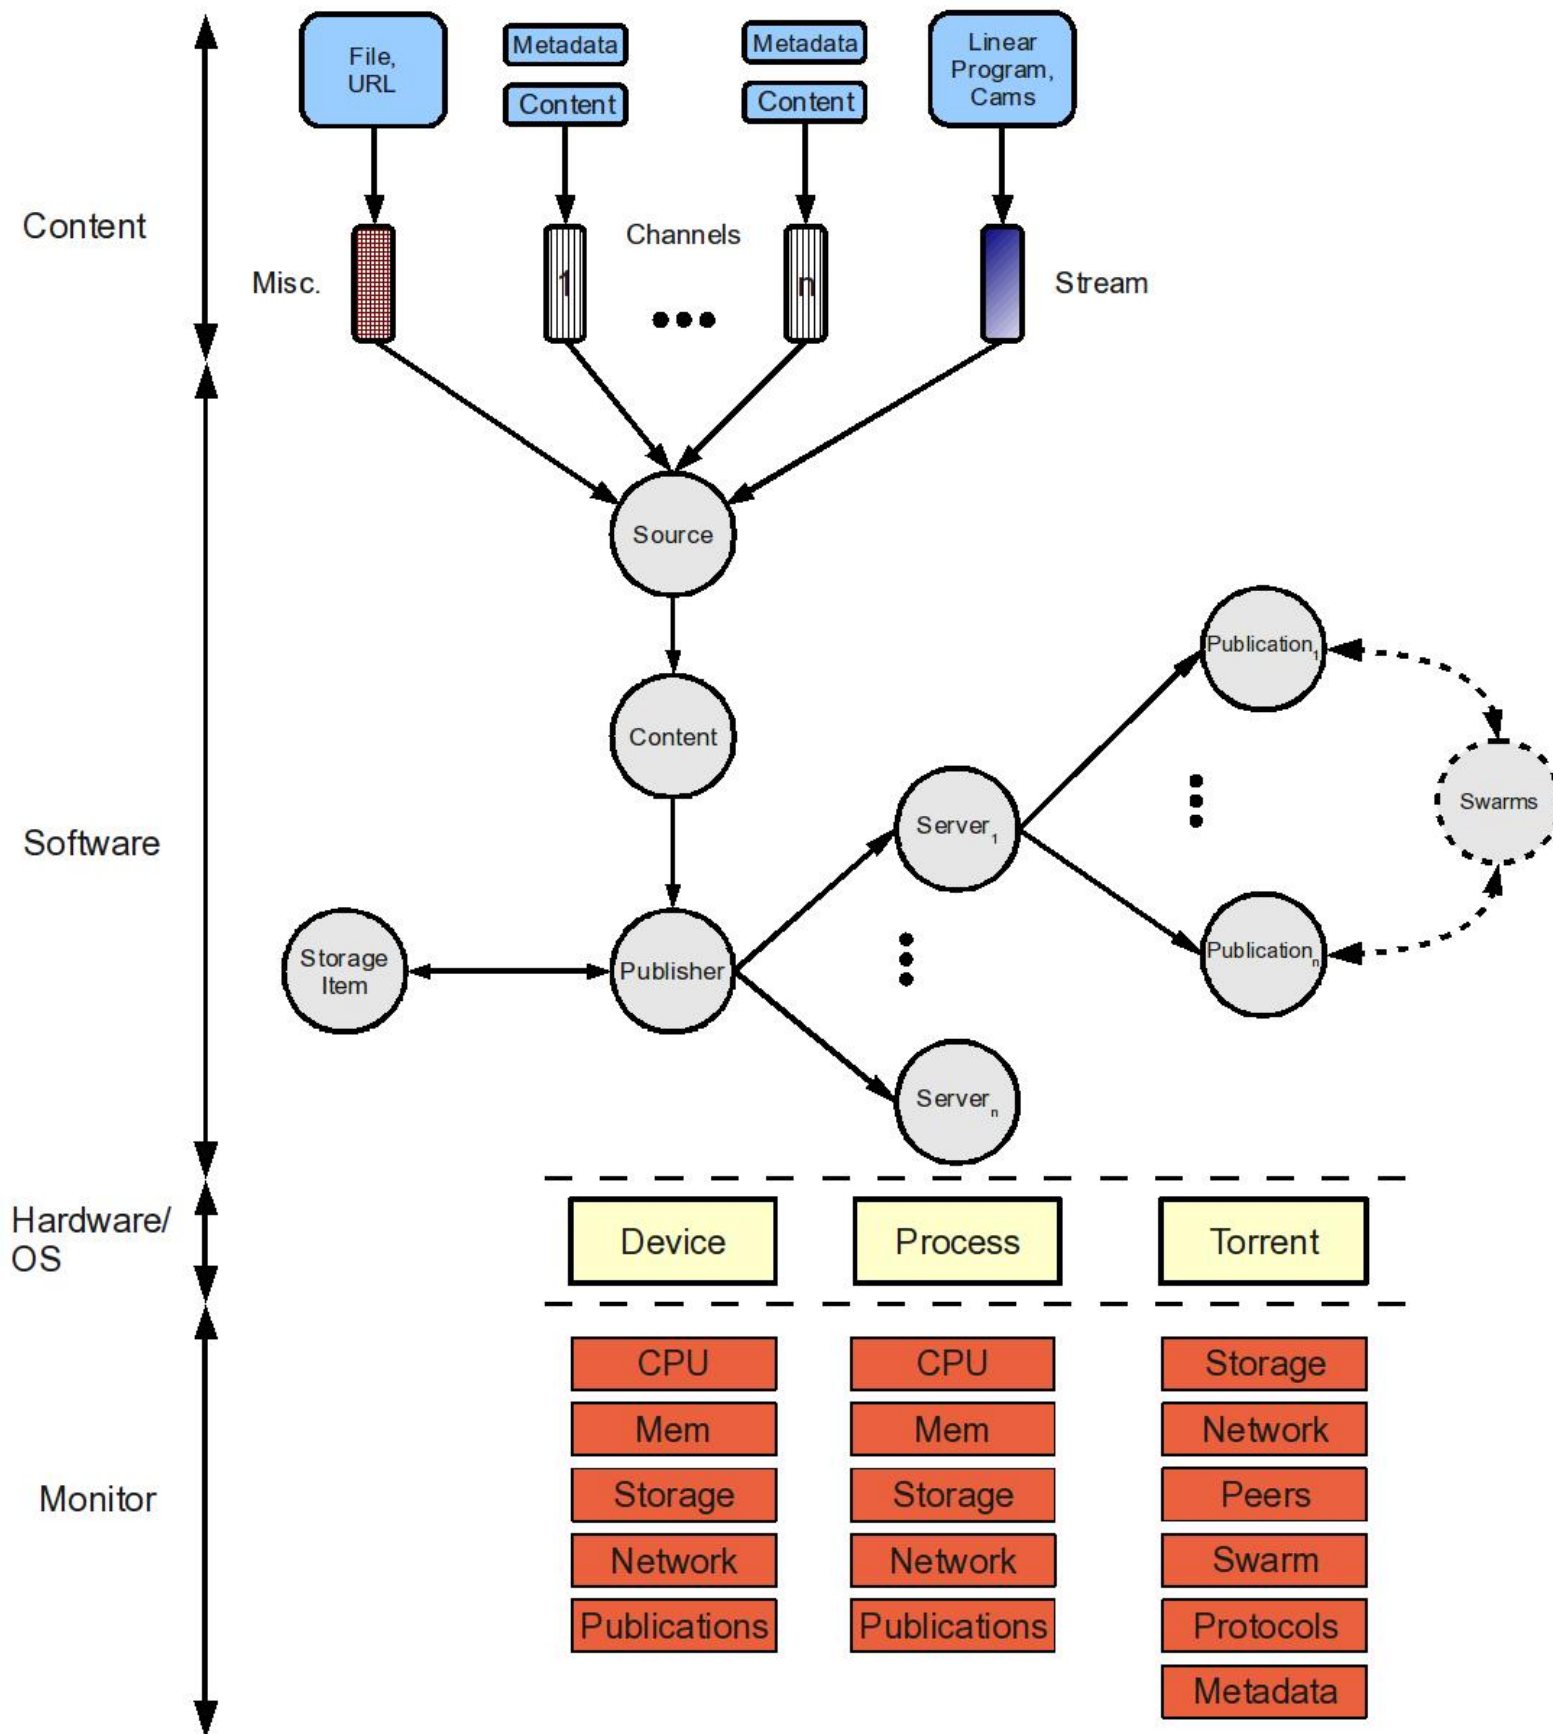 File,
URL
Metadata
Content
Metadata
Content
Linear
Program,
Cams
Content
Misc.
1
Channels
n
Stream
Source
Content
Publication1
Swarms
Software
Server1
Storage
Item
Publisher
Publicationn
Servern
Hardware/
OS
Device
Process
Torrent
Monitor
CPU
Mem
Storage
Network
Publications
CPU
Mem
Storage
Network
Publications
Storage
Network
Peers
Swarm
Protocols
Metadata